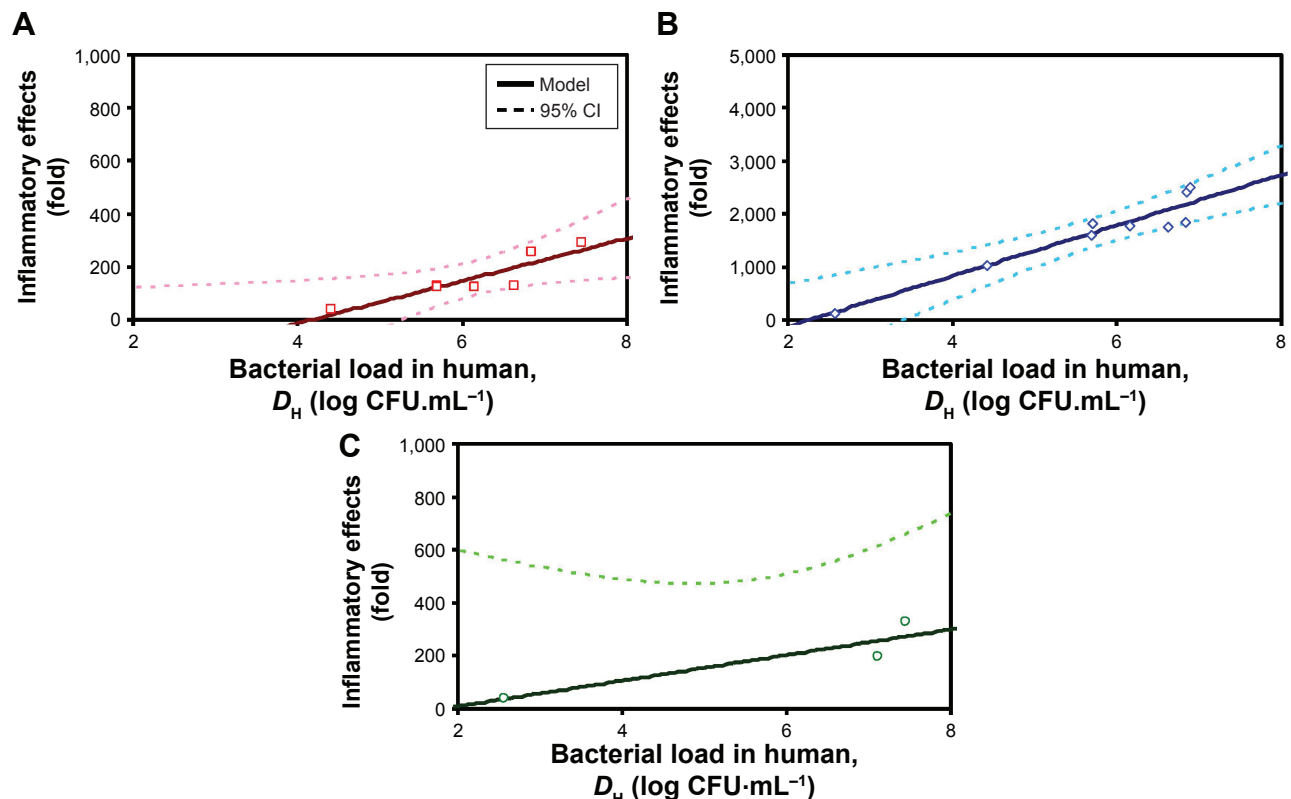 A
Inflammatory effects
(fold)
1,000
800
600
400
200
0
Model
95% CI
2
4
6
8
Bacterial load in human,
D_H (log CFU.mL⁻¹)
B
Inflammatory effects
(fold)
5,000
4,000
3,000
2,000
1,000
0
2
4
6
8
Bacterial load in human,
D_H (log CFU.mL⁻¹)
C
Inflammatory effects
(fold)
1,000
800
600
400
200
0
2
4
6
8
Bacterial load in human,
D_H (log CFU·mL⁻¹)